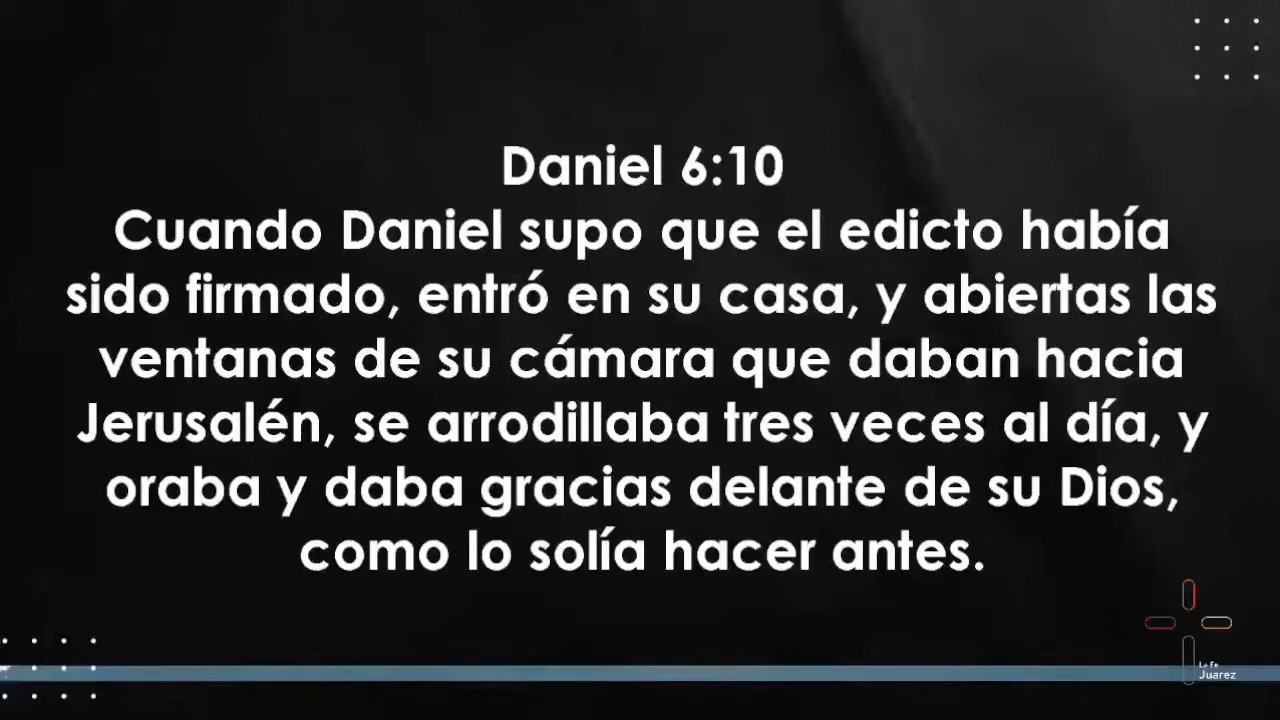 Daniel 6:10
Cuando Daniel supo que el edicto había
sido firmado, entró en su casa, y abiertas las
ventanas de su cámara que daban hacia
Jerusalén, se arrodillaba tres veces al día, y
oraba y daba gracias delante de su Dios,
como lo solía hacer antes.
La Fe
Juarez